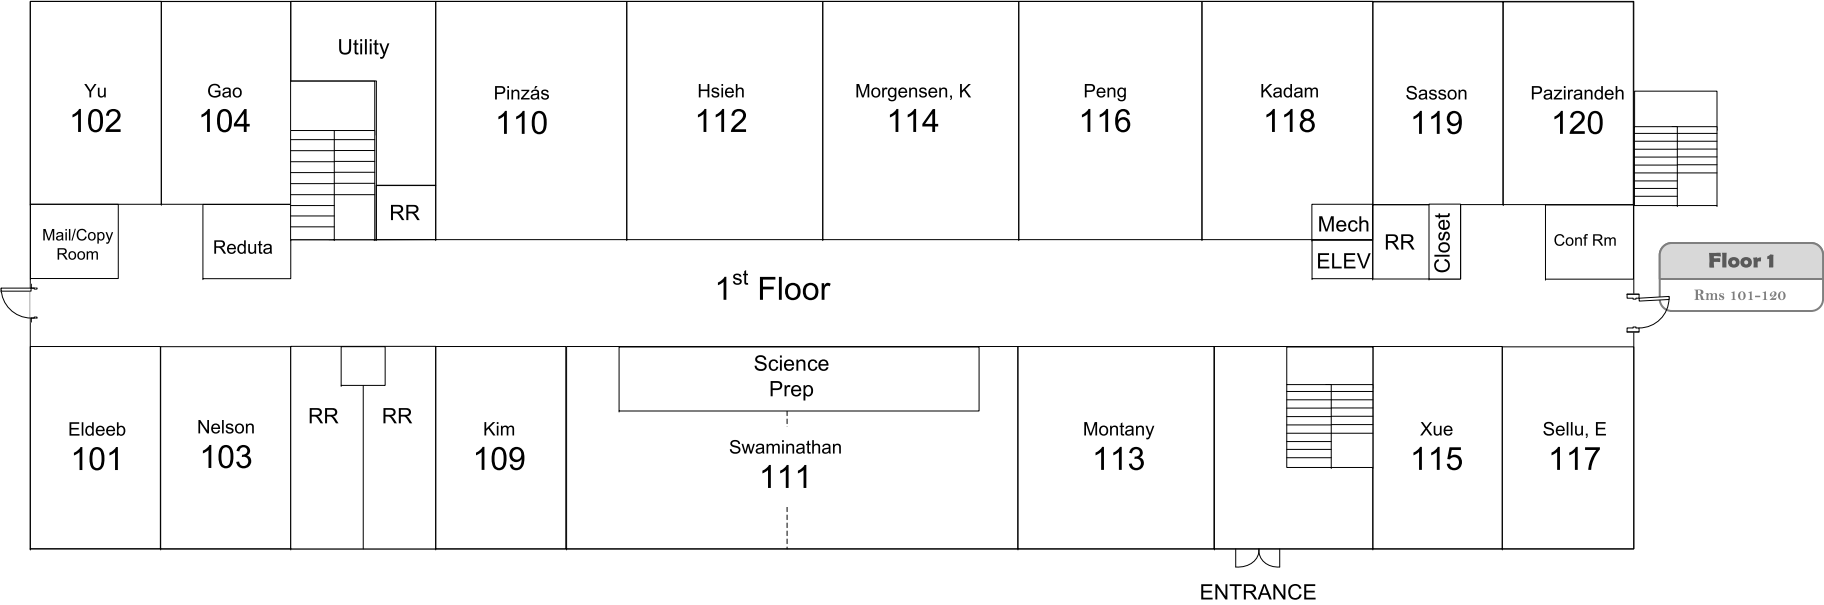 Utility
Yu
102
Gao
104
Pinzás
110
Hsieh
112
Morgensen, K
114
Peng
116
Kadam
118
Sasson
119
Pazirandeh
120
Mail/Copy
Room
Reduta
RR
Mech
ELEV
RR
Closet
Conf Rm
1st Floor
Floor 1
Rms 101-120
Eldeeb
101
Nelson
103
RR
RR
Kim
109
Science
Prep
Swaminathan
111
Montany
113
Xue
115
Sellu, E
117
ENTRANCE